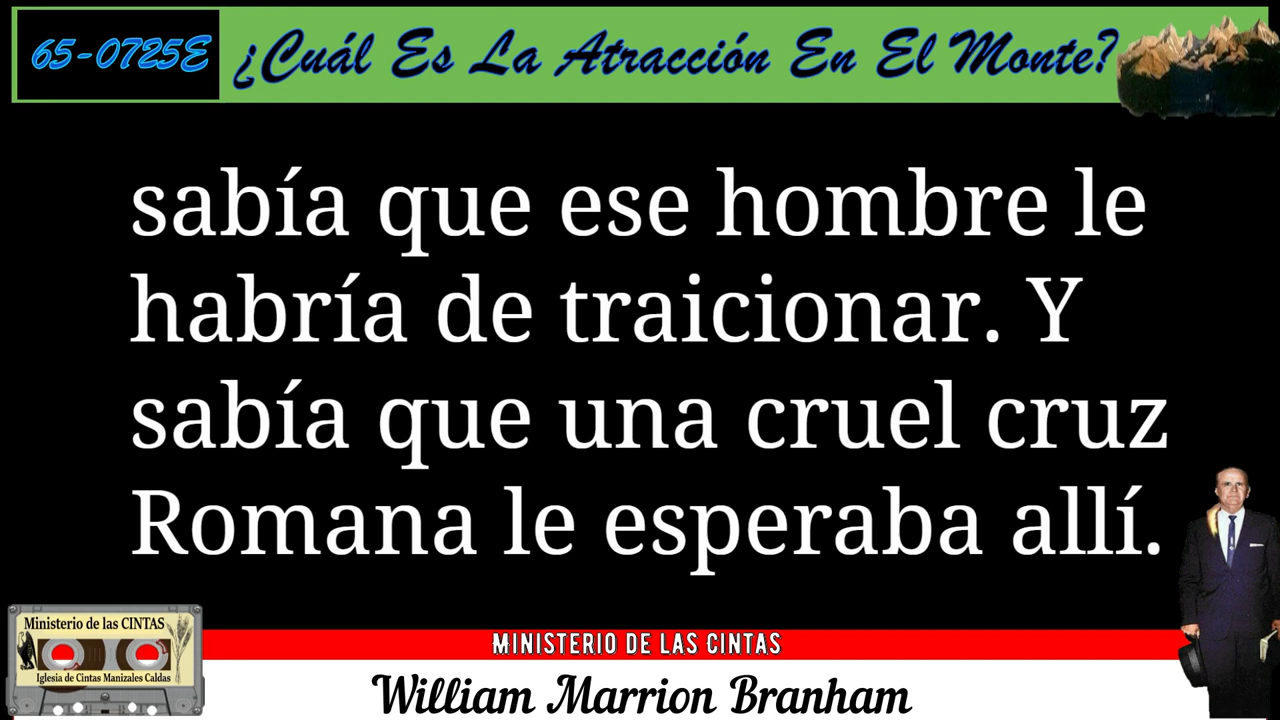 65-0725E ¿Cuál Es La Atracción En El Monte?
sabía que ese hombre le
habría de traicionar. Y
sabía que una cruel cruz
Romana le esperaba allí.
Ministerio de las CINTAS
Iglesia de Cintas Manizales Caldas
MINISTERIO DE LAS CINTAS
William Marrion Branham